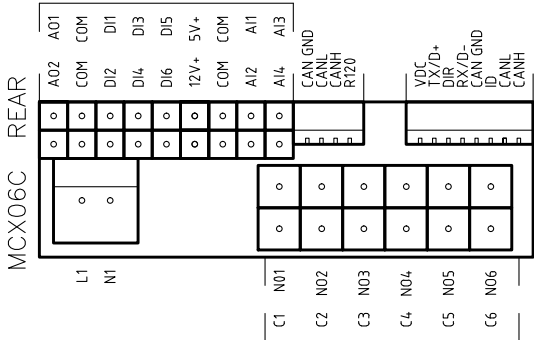 AO1 COM DI1 DI3 DI5 5V+ COM AI1 AI3
AO2 COM DI2 DI4 DI6 12V+ COM AI2 AI4
CAN GND
CANL
CANH
R120
VDC
TX/D+
DIR
RX/D-
CAN GND
ID
CANL
CANH
MCX06C REAR
L1 N1
NO1 NO2 NO3 NO4 NO5 NO6
C1 C2 C3 C4 C5 C6